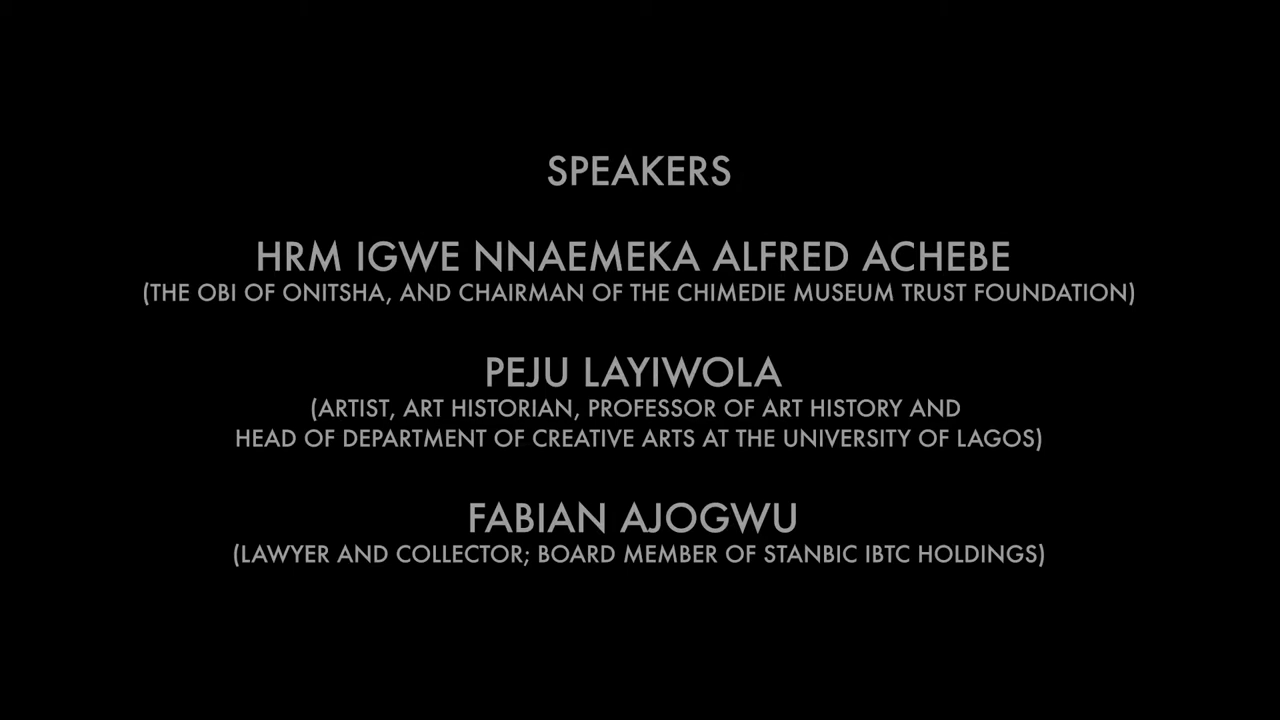 SPEAKERS
HRM IGWE NNAEMEKA ALFRED ACHEBE
(THE OBI OF ONITSHA, AND CHAIRMAN OF THE CHIMEDIE MUSEUM TRUST FOUNDATION)
PEJU LAYIWOLA
(ARTIST, ART HISTORIAN, PROFESSOR OF ART HISTORY AND
HEAD OF DEPARTMENT OF CREATIVE ARTS AT THE UNIVERSITY OF LAGOS)
FABIAN AJOGWU
(LAWYER AND COLLECTOR; BOARD MEMBER OF STANBIC IBTC HOLDINGS)